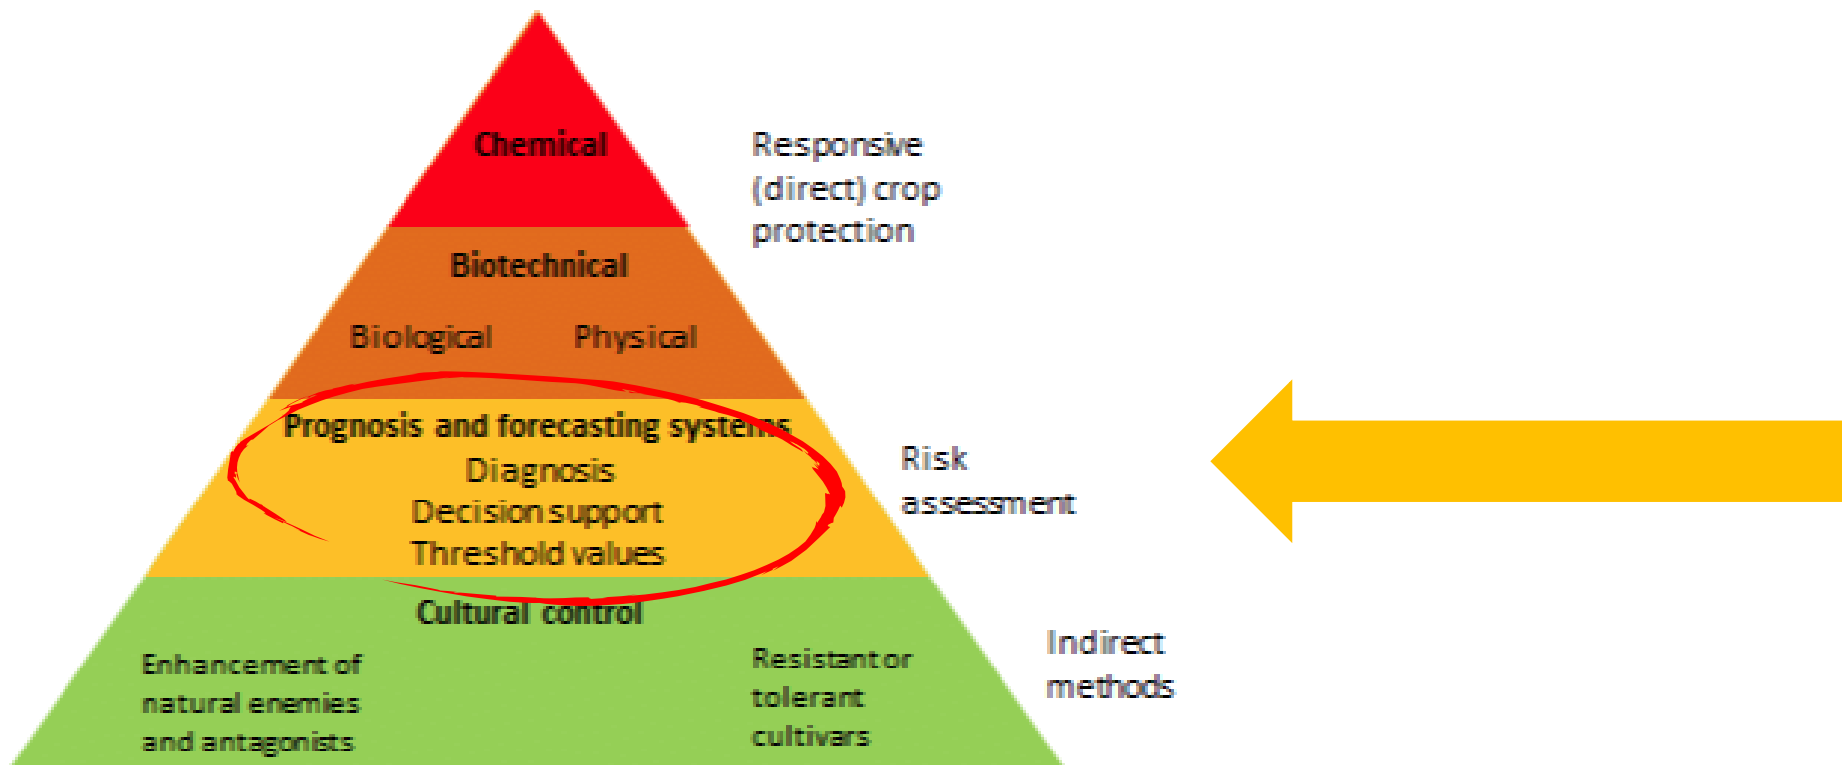 Chemical
Responsive
(direct) crop
protection
Biotechnical
Biological Physical
Prognosis and forecasting systems
Diagnosis
Decision support
Threshold values
Risk
assessment
Cultural control
Enhancement of
natural enemies
and antagonists
Resistant or
tolerant
cultivars
Indirect
methods